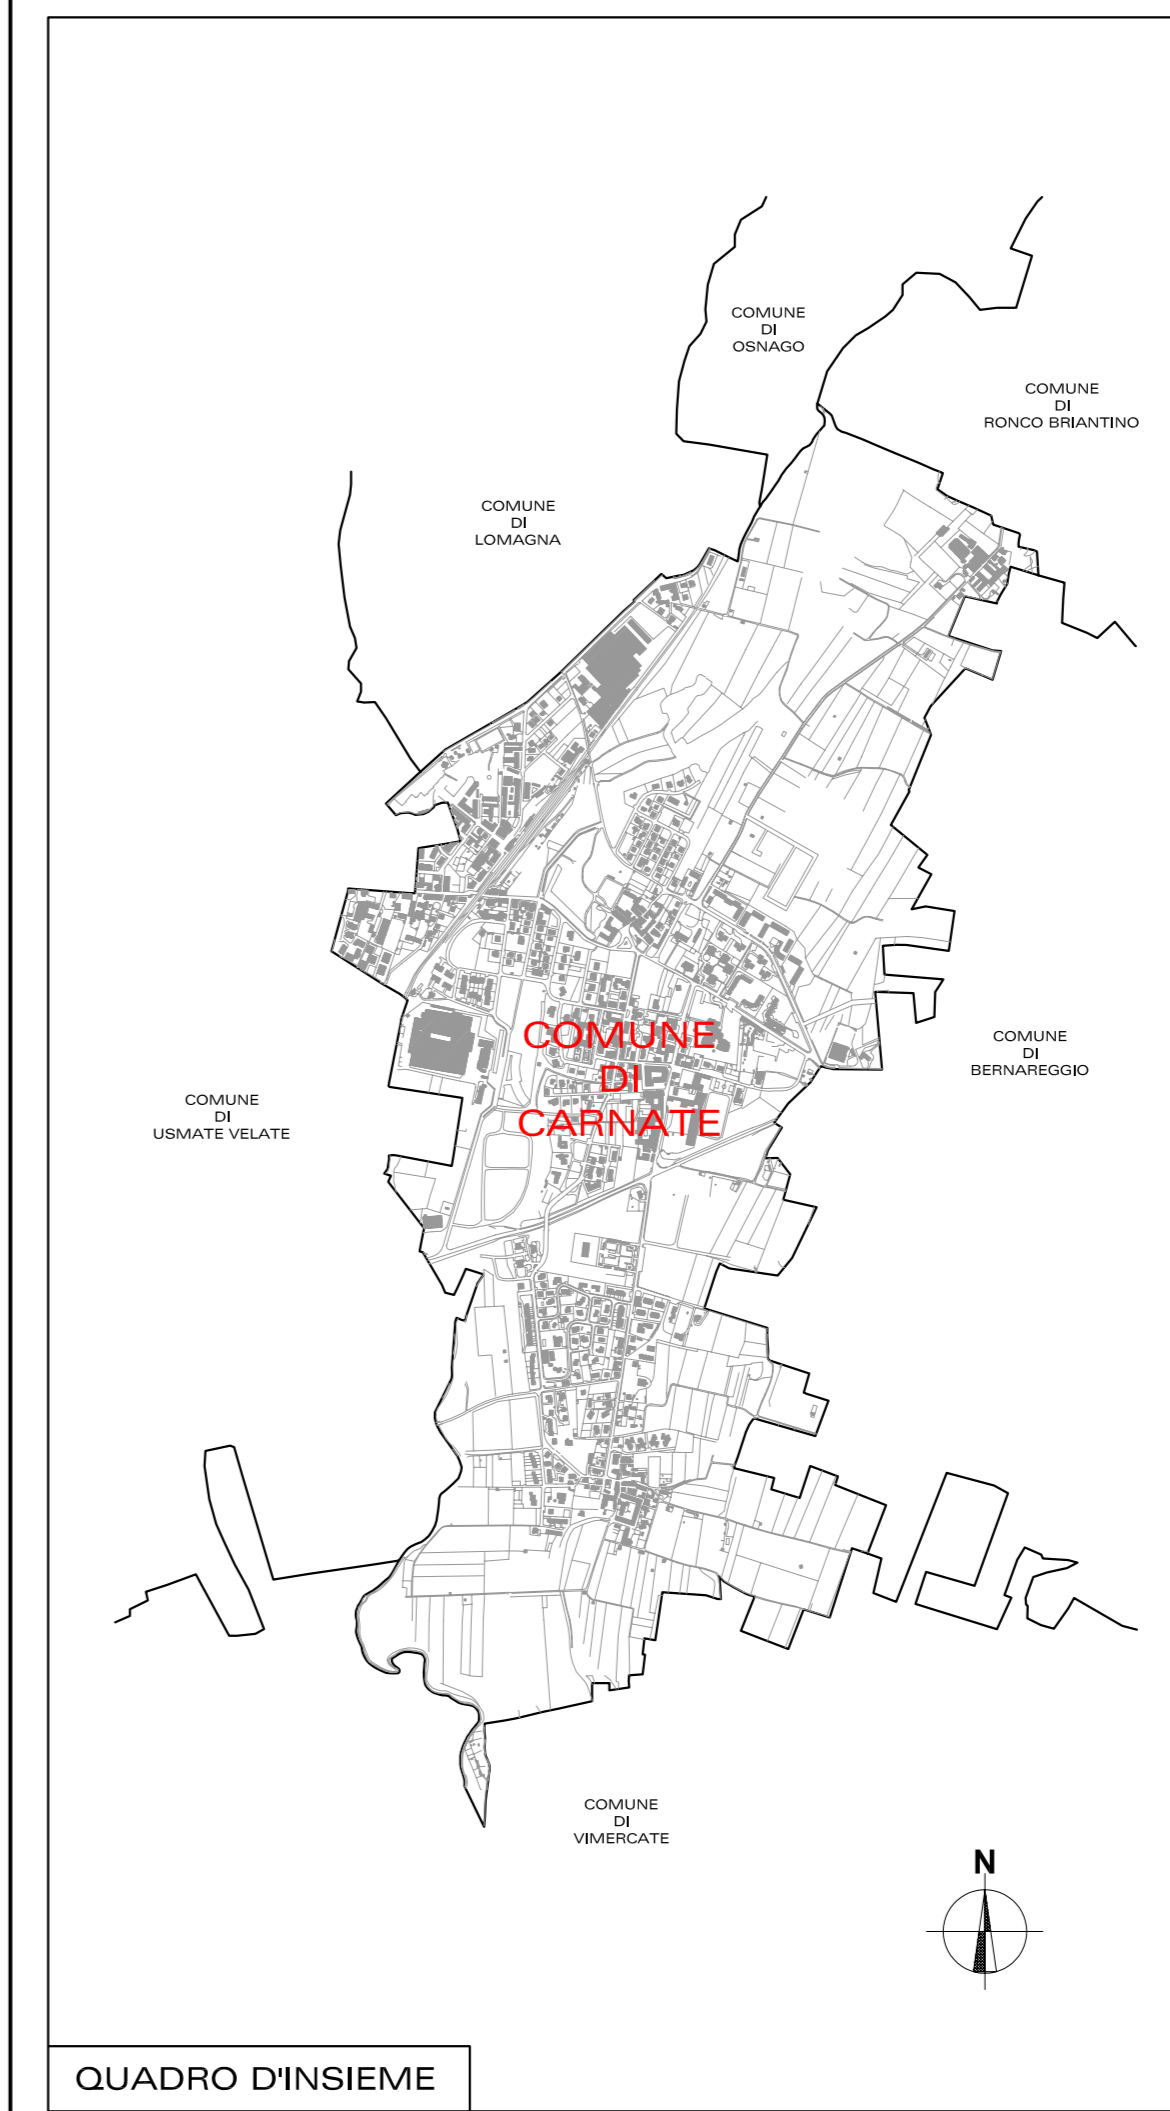 COMUNE
DI
OSNAGO
COMUNE
DI
RONCO BRIANTINO
COMUNE
DI
LOMAGNA
COMUNE
DI
CARNATE
COMUNE
DI
BERNAREGGIO
COMUNE
DI
USMATE VELATE
COMUNE
DI
VIMERCATE
N
QUADRO D'INSIEME